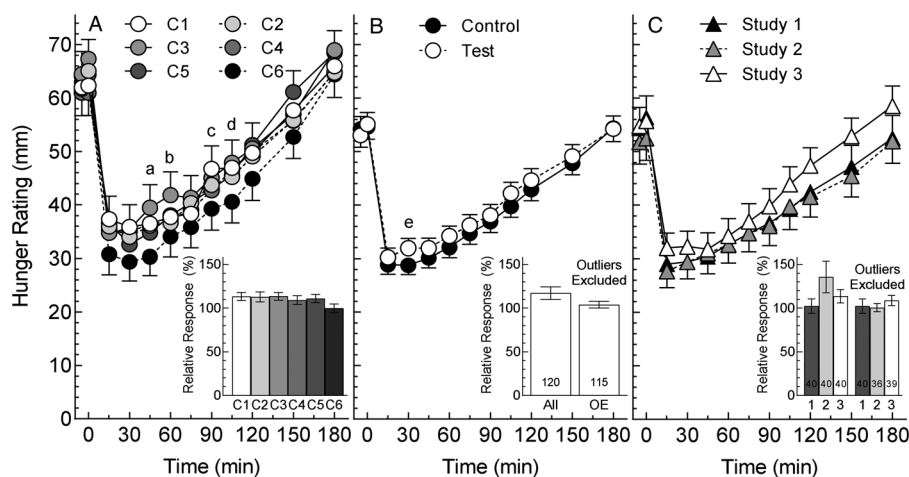 A
C1 C2
C3 C4
C5 C6
B
Control
Test
C
Study 1
Study 2
Study 3
Hunger Rating (mm)
70
60
50
40
30
20
10
0
a b c d
e
Relative Response (%)
150
100
50
0
C1 C2 C3 C4 C5 C6
Relative Response (%)
150
100
50
0
Outliers
Excluded
120 115
All OE
Relative Response (%)
150
100
50
0
Outliers
Excluded
40 40 40 40 36 39
1 2 3 1 2 3
0 30 60 90 120 150 180
0 30 60 90 120 150 180
0 30 60 90 120 150 180
Time (min)
Time (min)
Time (min)